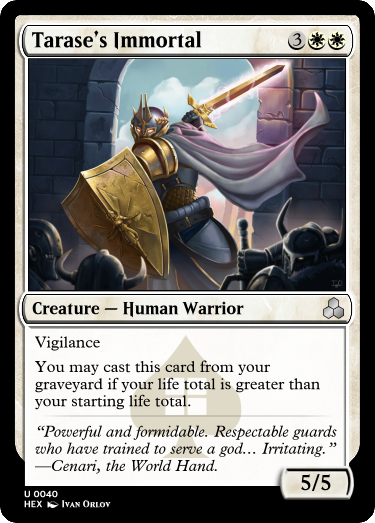 Tarase's Immortal 3
Creature — Human Warrior
Vigilance
You may cast this card from your
graveyard if your life total is greater than
your starting life total.
“Powerful and formidable. Respectable guards
who have trained to serve a god… Irritating.”
—Cenari, the World Hand.
5/5
U 0040
HEX Ivan Orlov